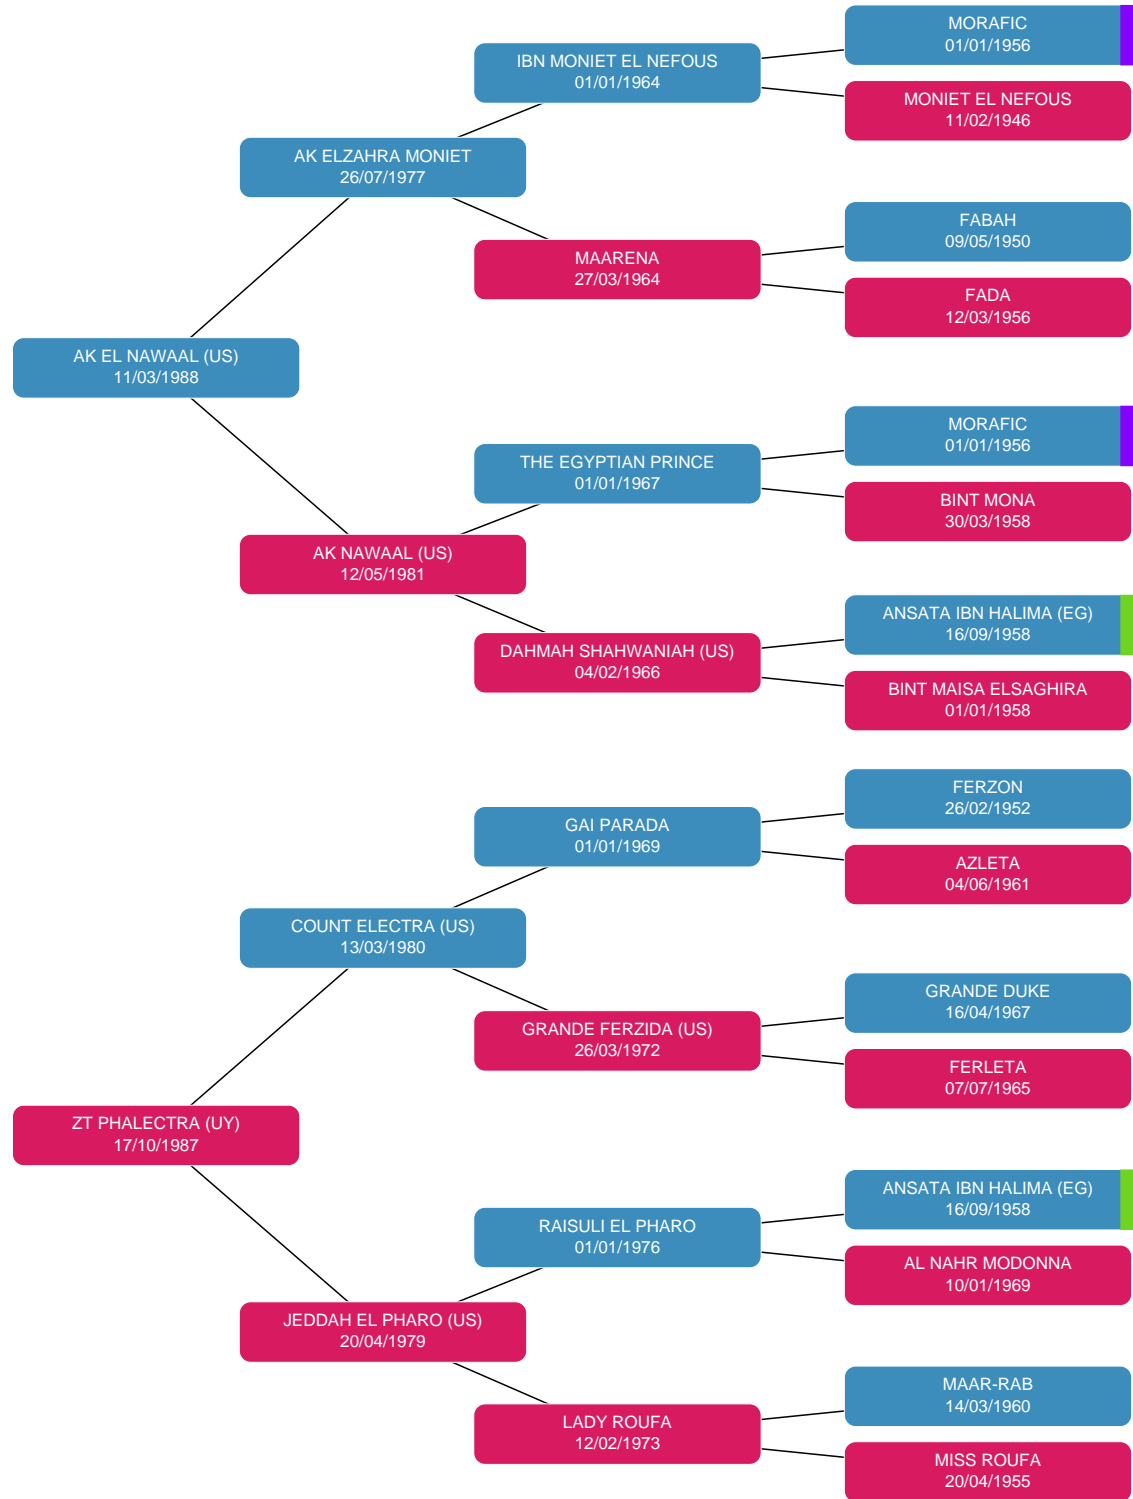 MORAFIC
01/01/1956
IBN MONIET EL NEFOUS
01/01/1964
MONIET EL NEFOUS
11/02/1946
AK ELZAHRA MONIET
26/07/1977
FABAH
09/05/1950
MAARENA
27/03/1964
FADA
12/03/1956
AK EL NAWAAL (US)
11/03/1988
MORAFIC
01/01/1956
THE EGYPTIAN PRINCE
01/01/1967
BINT MONA
30/03/1958
AK NAWAAL (US)
12/05/1981
ANSATA IBN HALIMA (EG)
16/09/1958
DAHMAH SHAHWANIAH (US)
04/02/1966
BINT MAISA ELSAGHIRA
01/01/1958
FERZON
26/02/1952
GAI PARADA
01/01/1969
AZLETA
04/06/1961
COUNT ELECTRA (US)
13/03/1980
GRANDE DUKE
16/04/1967
GRANDE FERZIDA (US)
26/03/1972
FERLETA
07/07/1965
ZT PHALECTRA (UY)
17/10/1987
ANSATA IBN HALIMA (EG)
16/09/1958
RAISULI EL PHARO
01/01/1976
AL NAHR MODONNA
10/01/1969
JEDDAH EL PHARO (US)
20/04/1979
MAAR-RAB
14/03/1960
LADY ROUFA
12/02/1973
MISS ROUFA
20/04/1955